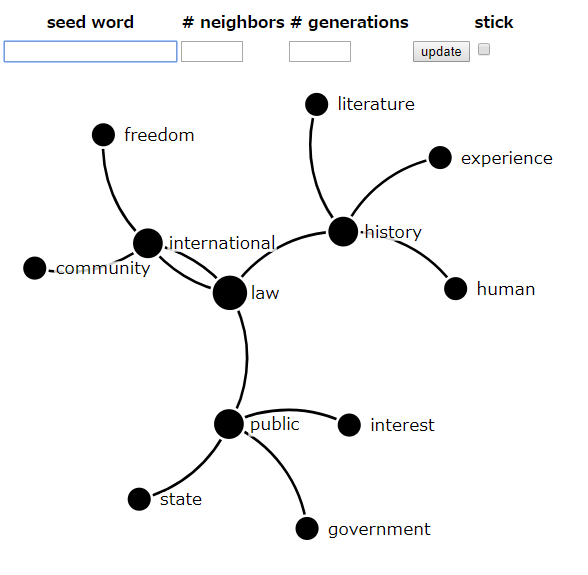 seed word # neighbors # generations stick
update
literature
freedom
experience
history
international
community
human
law
public
interest
state
government